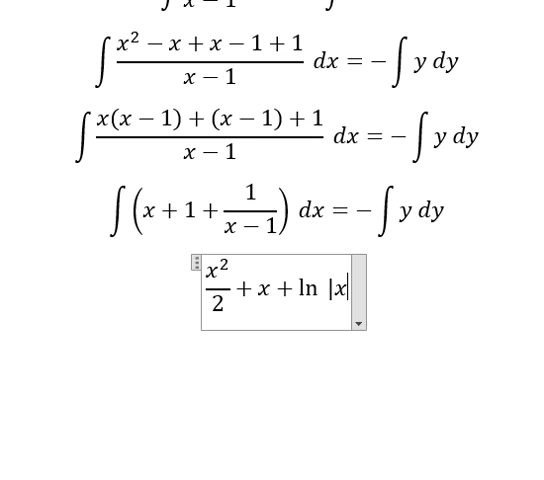 ∫ (x² − x + x − 1 + 1)/(x − 1) dx = − ∫ y dy
∫ (x(x − 1) + (x − 1) + 1)/(x − 1) dx = − ∫ y dy
∫ (x + 1 + 1/(x − 1)) dx = − ∫ y dy
x²/2 + x + ln |x|